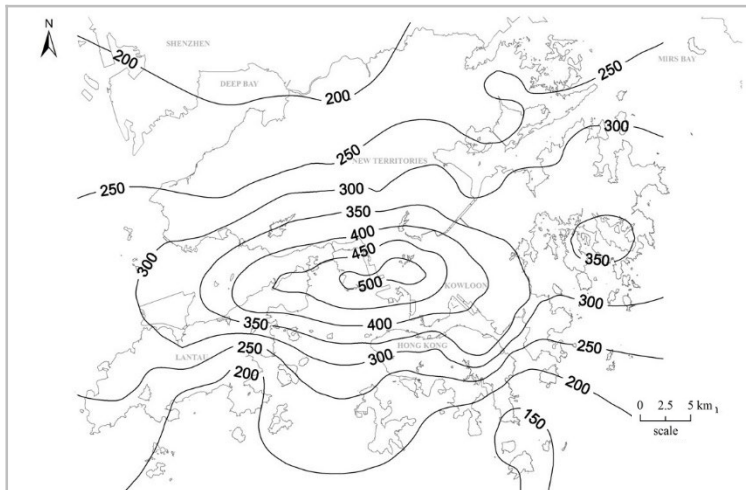 N
SHENZHEN
MIRS BAY
200
DEEP BAY
200
250
300
250
NEW TERRITORIES
250
300
350
400
450
500
KOWLOON
350
300
300
400
350
HONG KONG
300
LANTAU
250
250
200
200
150
0 2.5 5 km
scale